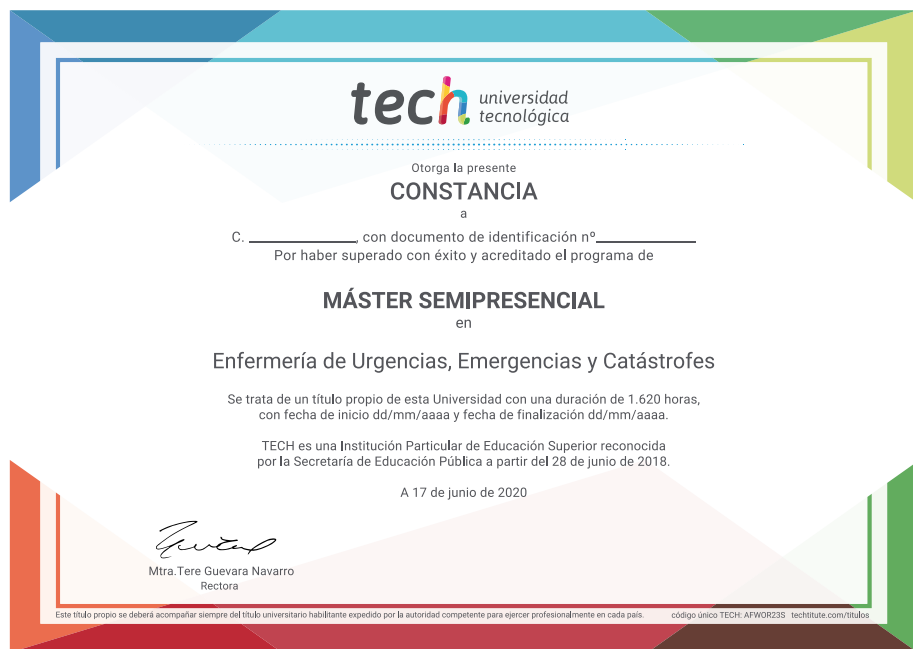 tech universidad
tecnológica
Otorga la presente
CONSTANCIA
a
C. ____________, con documento de identificación nº____________
Por haber superado con éxito y acreditado el programa de
MÁSTER SEMIPRESENCIAL
en
Enfermería de Urgencias, Emergencias y Catástrofes
Se trata de un título propio de esta Universidad con una duración de 1.620 horas,
con fecha de inicio dd/mm/aaaa y fecha de finalización dd/mm/aaaa.
TECH es una Institución Particular de Educación Superior reconocida
por la Secretaría de Educación Pública a partir del 28 de junio de 2018.
A 17 de junio de 2020
Mtra.Tere Guevara Navarro
Rectora
Este título propio se deberá acompañar siempre del título universitario habilitante expedido por la autoridad competente para ejercer profesionalmente en cada país. código único TECH: AFWOR23S techtitute.com/titulos